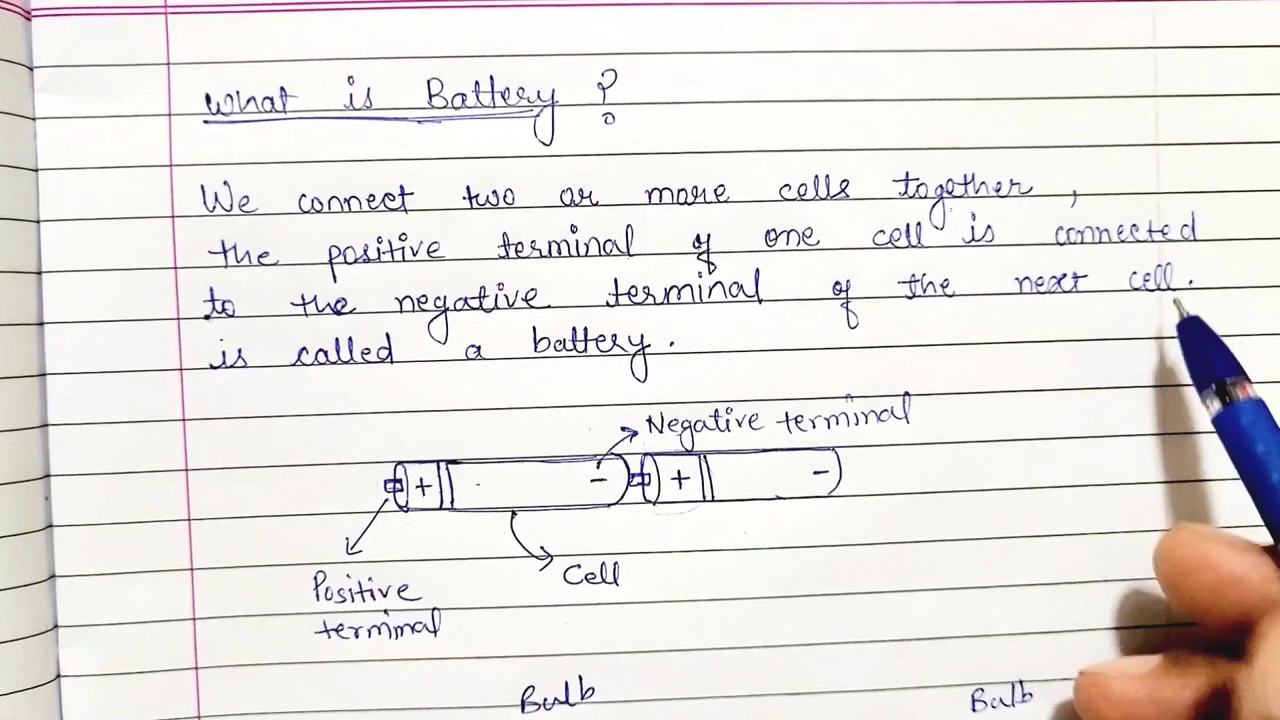 What is Battery ?
We connect two or more cells together,
the positive terminal of one cell is connected
to the negative terminal of the next cell.
is called a battery.
Negative terminal
+ - + -
Cell
Positive
terminal
Bulb Bulb